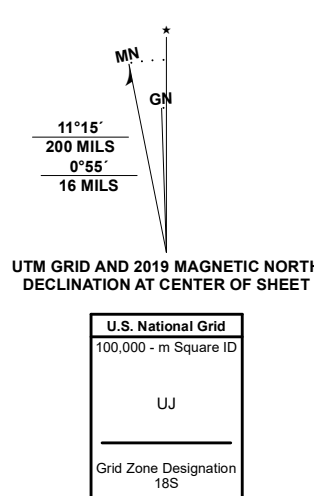 ★
MN
GN
11°15´
200 MILS
0°55´
16 MILS
UTM GRID AND 2019 MAGNETIC NORTH
DECLINATION AT CENTER OF SHEET
U.S. National Grid
100,000 - m Square ID
UJ
Grid Zone Designation
18S